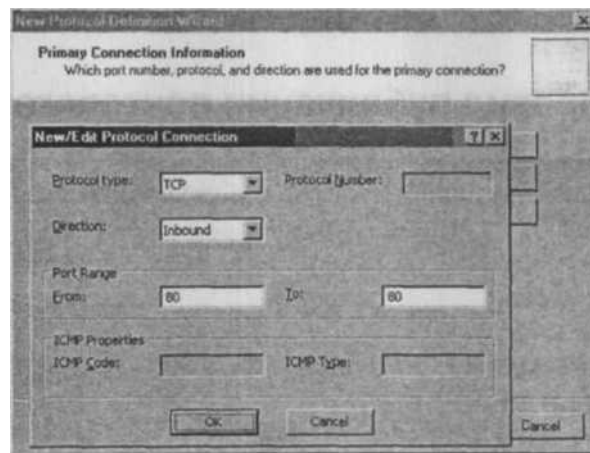 New Protocol Definition Wizard
Primary Connection Information
Which port number, protocol, and direction are used for the primary connection?
New/Edit Protocol Connection
Protocol type:
TCP
Protocol Number:
Direction:
Inbound
Port Range
From:
80
To:
80
ICMP Properties
ICMP Code:
ICMP Type:
OK
Cancel
Cancel